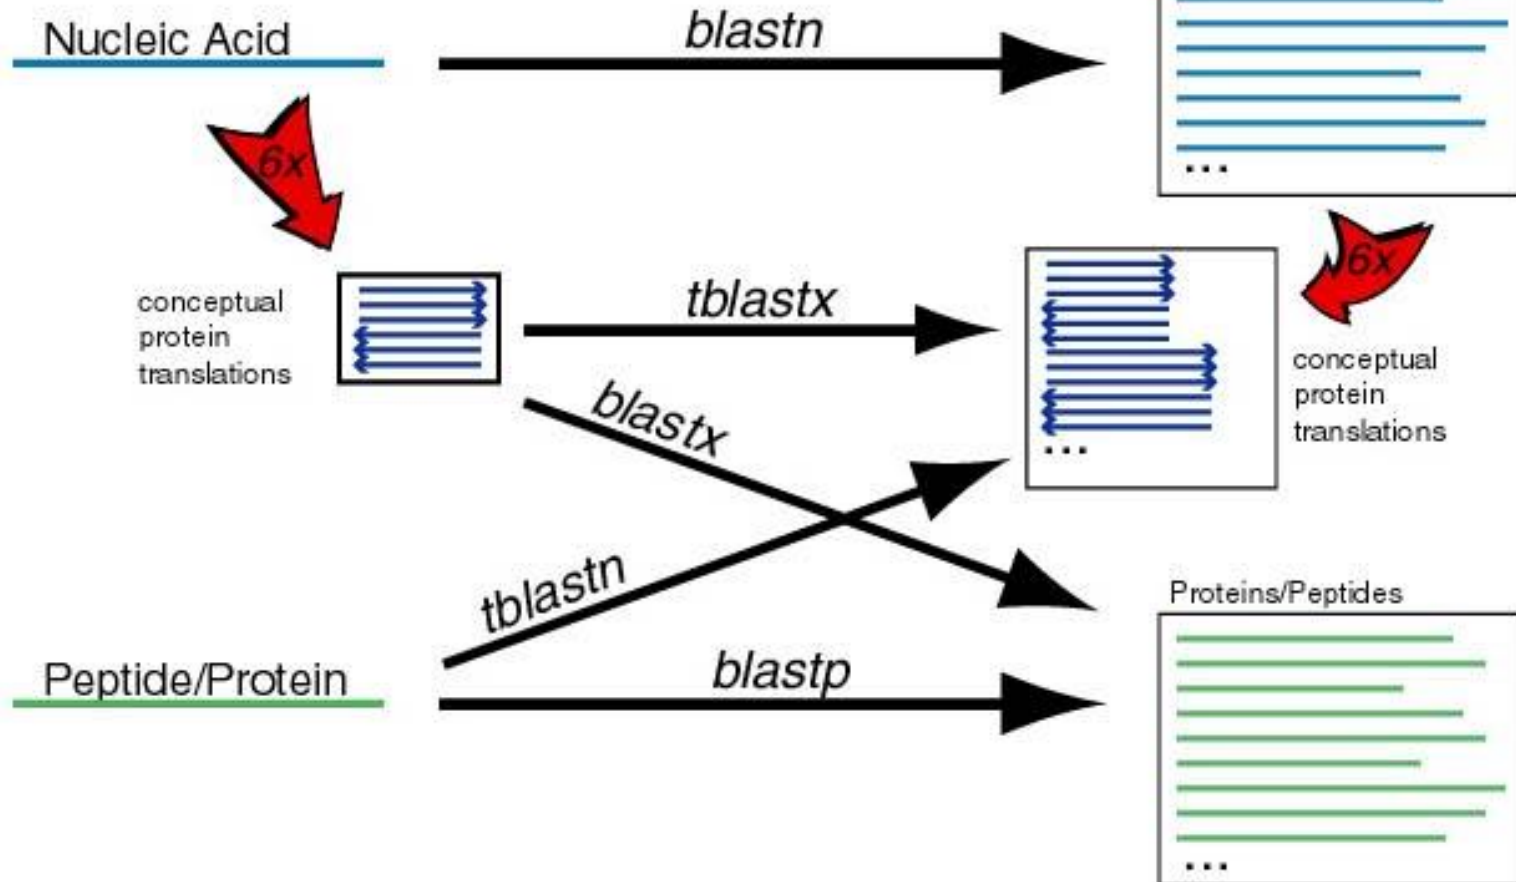 Nucleic Acid
blastn
...
6x
6x
conceptual
protein
translations
tblastx
conceptual
protein
translations
blastx
...
tblastn
Proteins/Peptides
Peptide/Protein
blastp
...